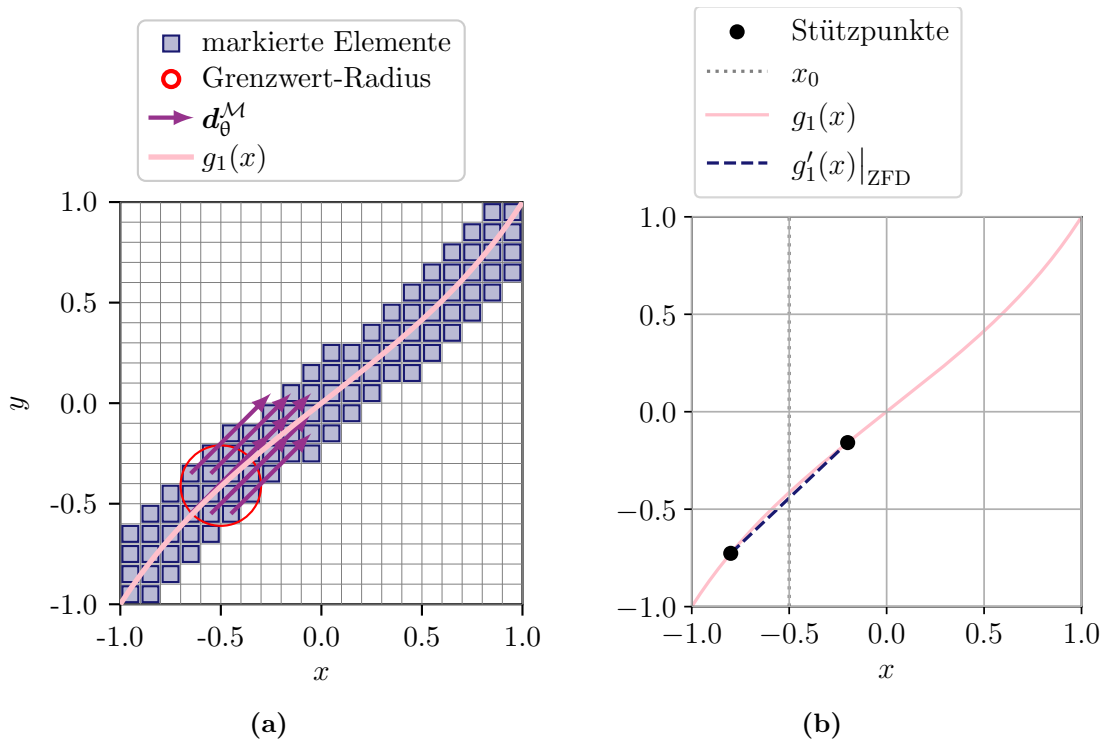 markierte Elemente
Grenzwert-Radius
𝒅_θ^ℳ
g₁(x)
1.0
0.5
0.0
-0.5
-1.0
y
-1.0 -0.5 0.0 0.5 1.0
x
(a)
Stützpunkte
x₀
g₁(x)
g₁′(x)|_ZFD
1.0
0.5
0.0
−0.5
−1.0
−1.0 −0.5 0.0 0.5 1.0
x
(b)